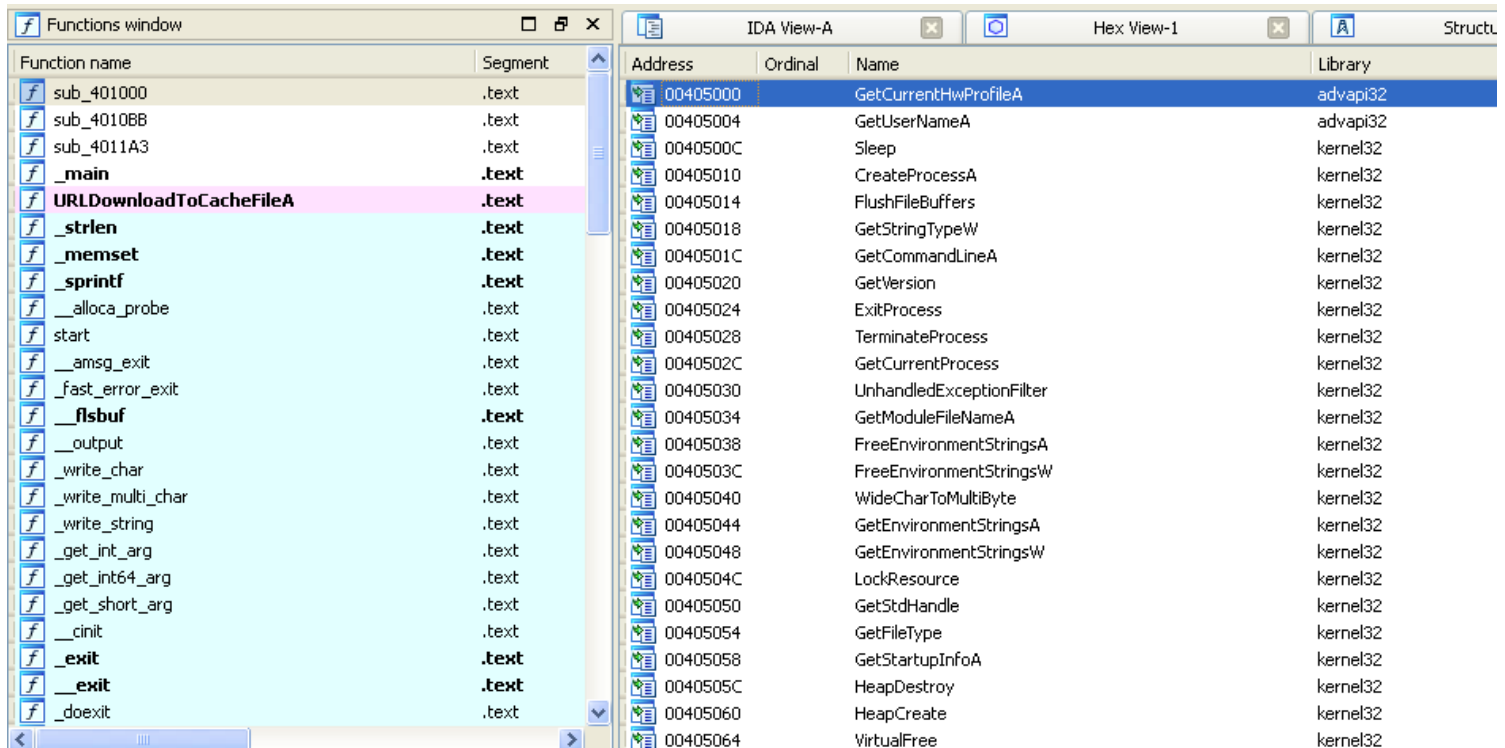 Functions window
Function name Segment
sub_401000 .text
sub_4010BB .text
sub_4011A3 .text
_main .text
URLDownloadToCacheFileA .text
_strlen .text
_memset .text
_sprintf .text
__alloca_probe .text
start .text
__amsg_exit .text
_fast_error_exit .text
__flsbuf .text
__output .text
_write_char .text
_write_multi_char .text
_write_string .text
_get_int_arg .text
_get_int64_arg .text
_get_short_arg .text
__cinit .text
_exit .text
__exit .text
_doexit .text
IDA View-A Hex View-1 Structu
Address Ordinal Name Library
00405000 GetCurrentHwProfileA advapi32
00405004 GetUserNameA advapi32
0040500C Sleep kernel32
00405010 CreateProcessA kernel32
00405014 FlushFileBuffers kernel32
00405018 GetStringTypeW kernel32
0040501C GetCommandLineA kernel32
00405020 GetVersion kernel32
00405024 ExitProcess kernel32
00405028 TerminateProcess kernel32
0040502C GetCurrentProcess kernel32
00405030 UnhandledExceptionFilter kernel32
00405034 GetModuleFileNameA kernel32
00405038 FreeEnvironmentStringsA kernel32
0040503C FreeEnvironmentStringsW kernel32
00405040 WideCharToMultiByte kernel32
00405044 GetEnvironmentStringsA kernel32
00405048 GetEnvironmentStringsW kernel32
0040504C LockResource kernel32
00405050 GetStdHandle kernel32
00405054 GetFileType kernel32
00405058 GetStartupInfoA kernel32
0040505C HeapDestroy kernel32
00405060 HeapCreate kernel32
00405064 VirtualFree kernel32